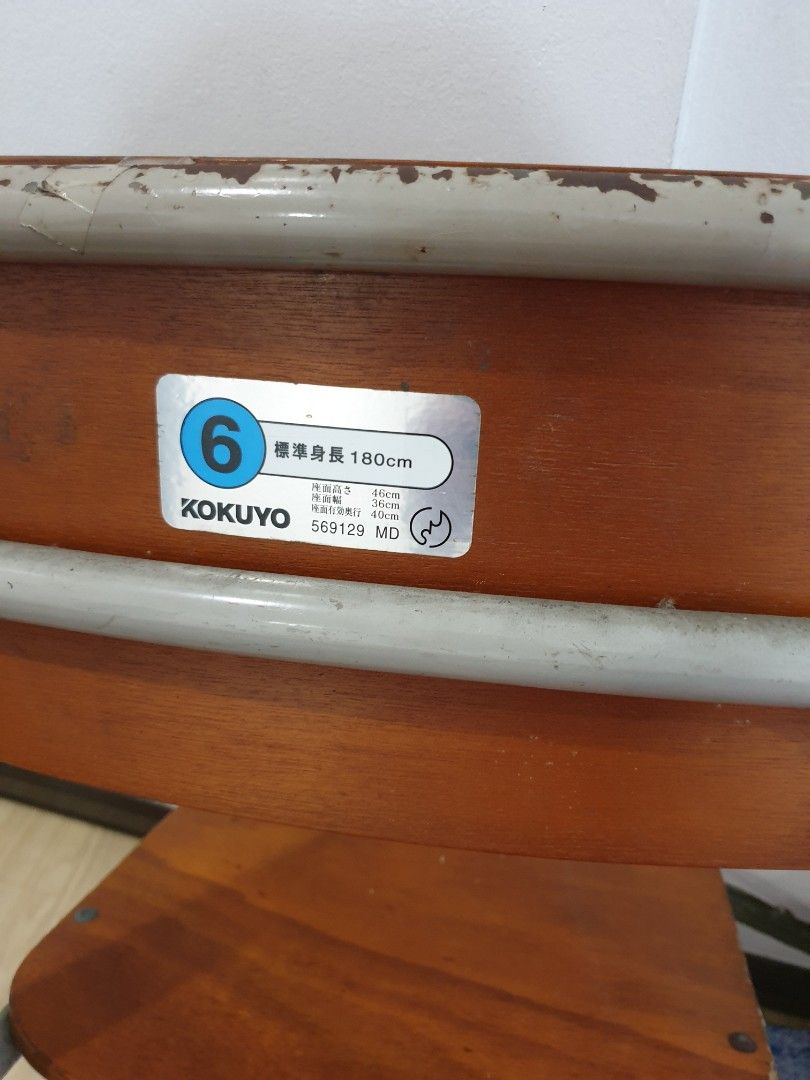 6
標準身長 180cm
座面高さ 46cm
座面幅 36cm
座面有効奥行 40cm
KOKUYO
569129 MD